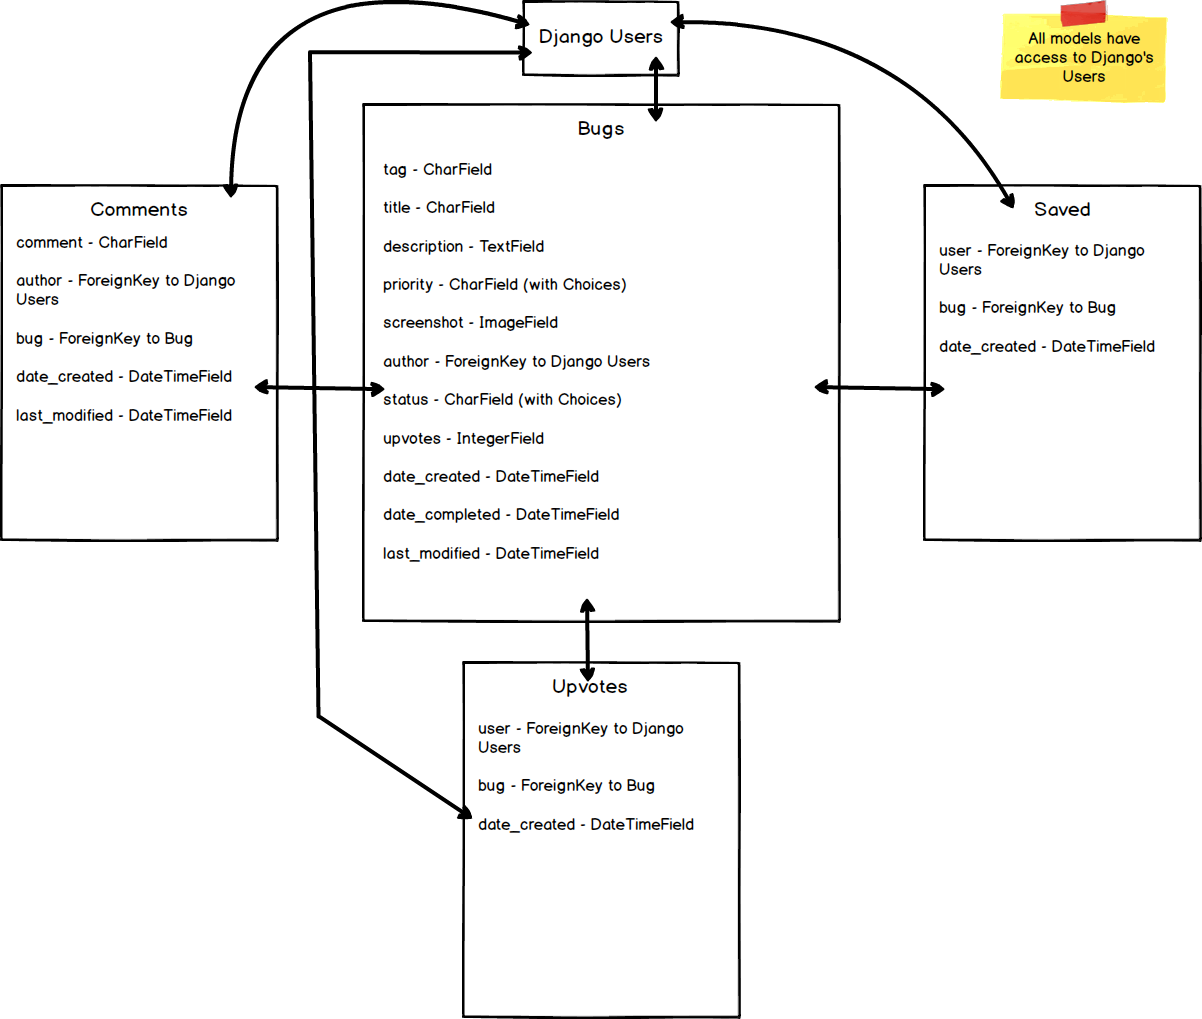 Django Users
All models have
access to Django's
Users
Bugs
tag - CharField
title - CharField
description - TextField
priority - CharField (with Choices)
screenshot - ImageField
author - ForeignKey to Django Users
status - CharField (with Choices)
upvotes - IntegerField
date_created - DateTimeField
date_completed - DateTimeField
last_modified - DateTimeField
Comments
comment - CharField
author - ForeignKey to Django
Users
bug - ForeignKey to Bug
date_created - DateTimeField
last_modified - DateTimeField
Saved
user - ForeignKey to Django
Users
bug - ForeignKey to Bug
date_created - DateTimeField
Upvotes
user - ForeignKey to Django
Users
bug - ForeignKey to Bug
date_created - DateTimeField